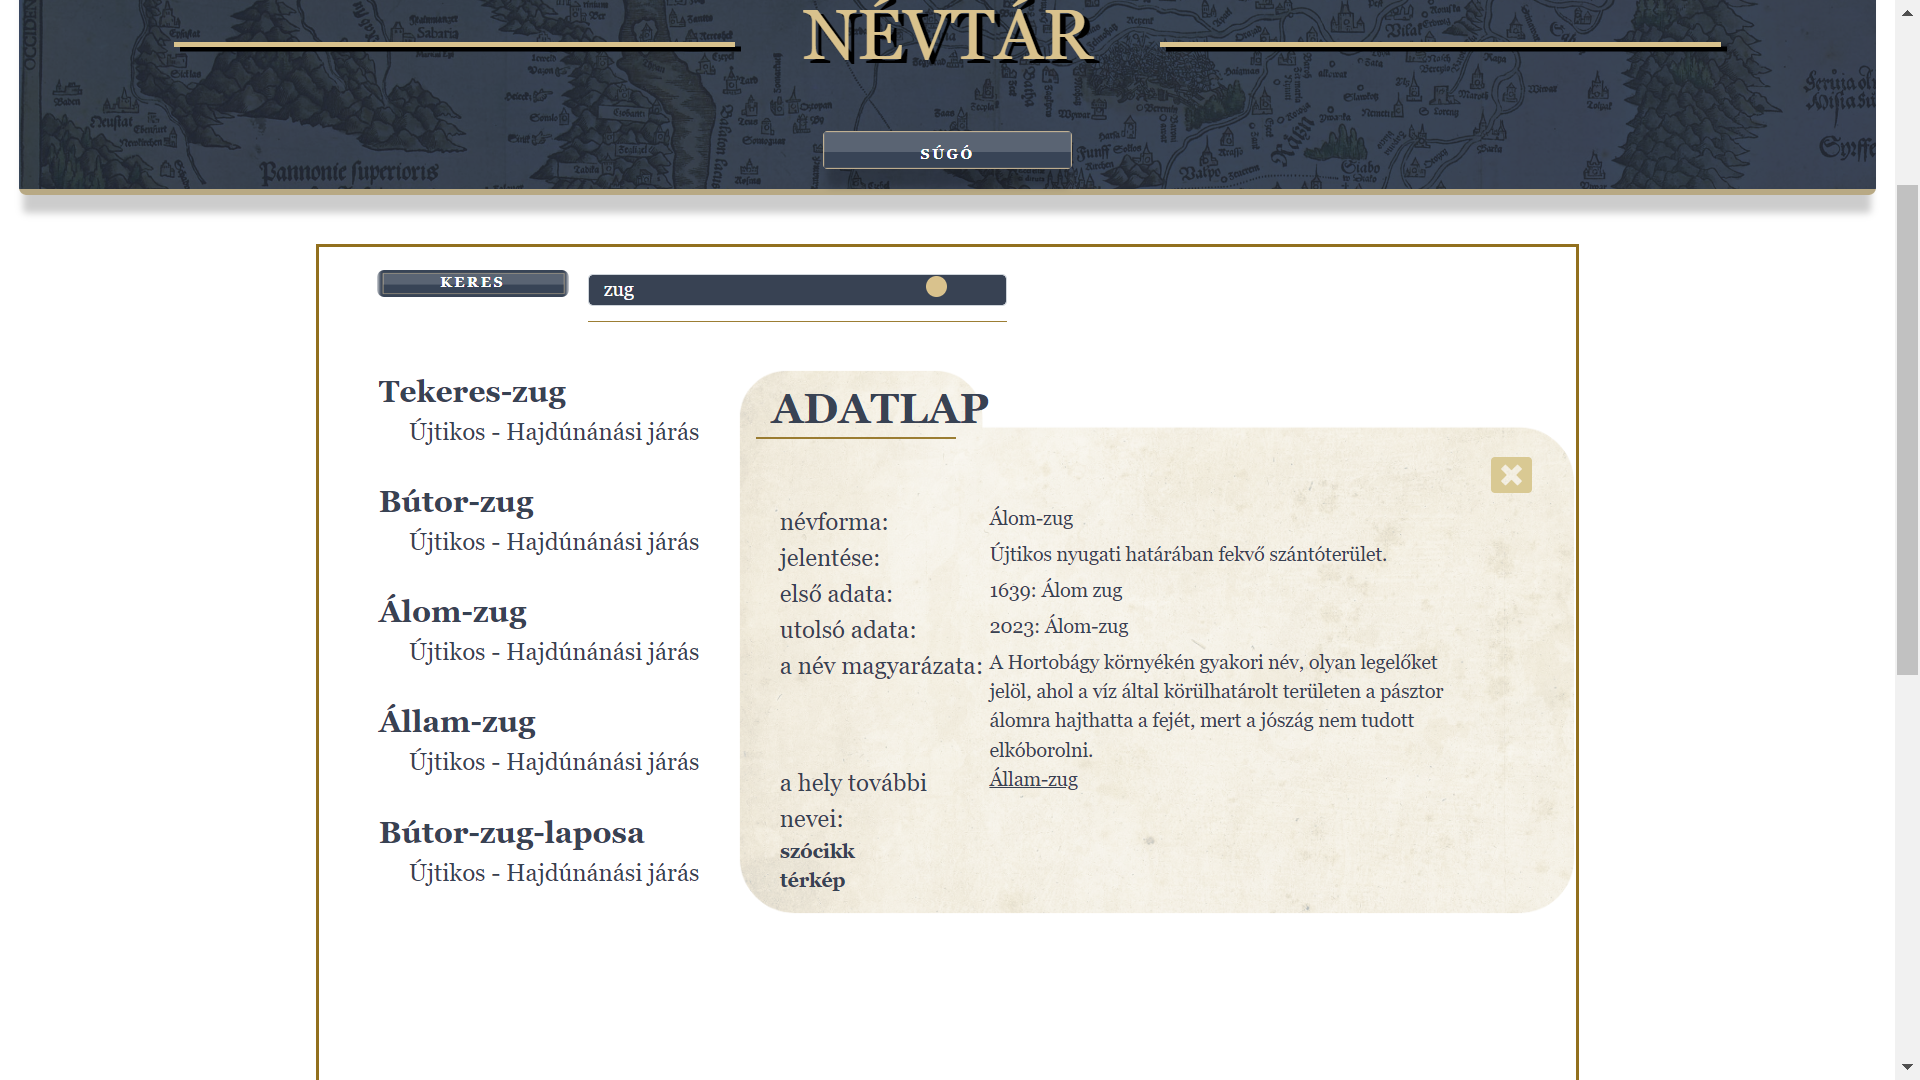 NÉVTÁR
Pannonie superioris
SÚGÓ
KERES
zug
Tekeres-zug
Újtikos - Hajdúnánási járás
Bútor-zug
Újtikos - Hajdúnánási járás
Álom-zug
Újtikos - Hajdúnánási járás
Állam-zug
Újtikos - Hajdúnánási járás
Bútor-zug-laposa
Újtikos - Hajdúnánási járás
ADATLAP
névforma: Álom-zug
jelentése: Újtikos nyugati határában fekvő szántóterület.
első adata: 1639: Álom zug
utolsó adata: 2023: Álom-zug
a név magyarázata: A Hortobágy környékén gyakori név, olyan legelőket
jelöl, ahol a víz által körülhatárolt területen a pásztor
álomra hajthatta a fejét, mert a jószág nem tudott
elkóborolni.
a hely további Állam-zug
nevei:
szócikk
térkép